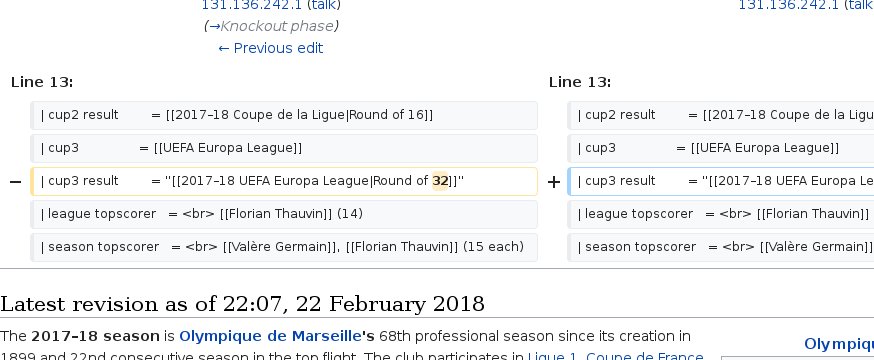 131.136.242.1 (talk)
(→Knockout phase)
← Previous edit
131.136.242.1 (talk
Line 13:
| cup2 result = [[2017–18 Coupe de la Ligue|Round of 16]]
| cup3 = [[UEFA Europa League]]
− | cup3 result = "[[2017–18 UEFA Europa League|Round of 32]]"
| league topscorer = <br> [[Florian Thauvin]] (14)
| season topscorer = <br> [[Valère Germain]], [[Florian Thauvin]] (15 each)
Line 13:
| cup2 result = [[2017–18 Coupe de la Ligu
| cup3 = [[UEFA Europa League]]
+ | cup3 result = "[[2017–18 UEFA Europa Le
| league topscorer = <br> [[Florian Thauvin]]
| season topscorer = <br> [[Valère Germain]]
Latest revision as of 22:07, 22 February 2018
The 2017–18 season is Olympique de Marseille's 68th professional season since its creation in
1899 and 22nd consecutive season in the top flight. The club participates in Ligue 1, Coupe de France,
Olympiqu